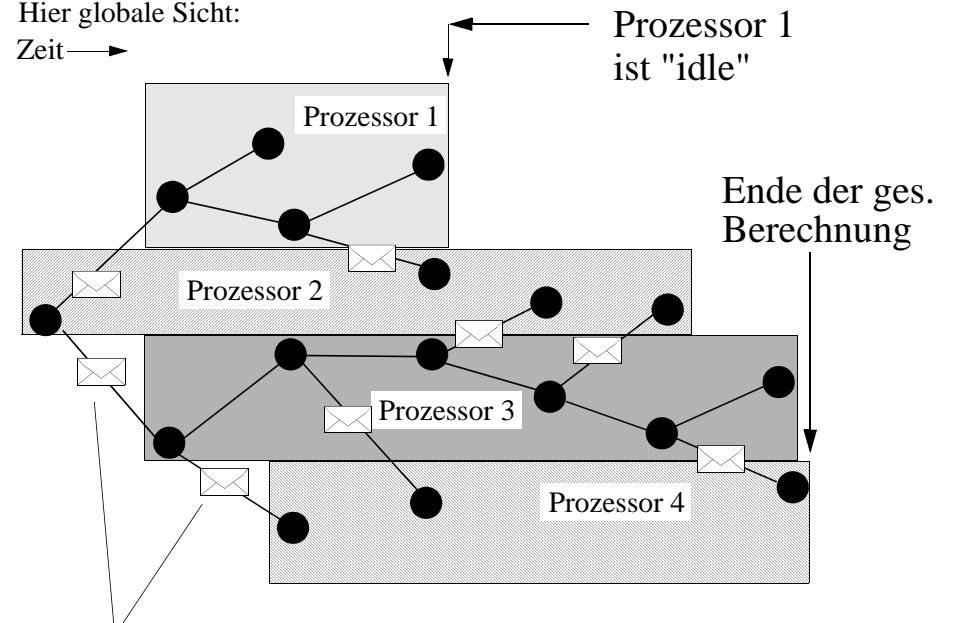 Hier globale Sicht:
Zeit
Prozessor 1
ist "idle"
Prozessor 1
Ende der ges.
Berechnung
Prozessor 2
Prozessor 3
Prozessor 4